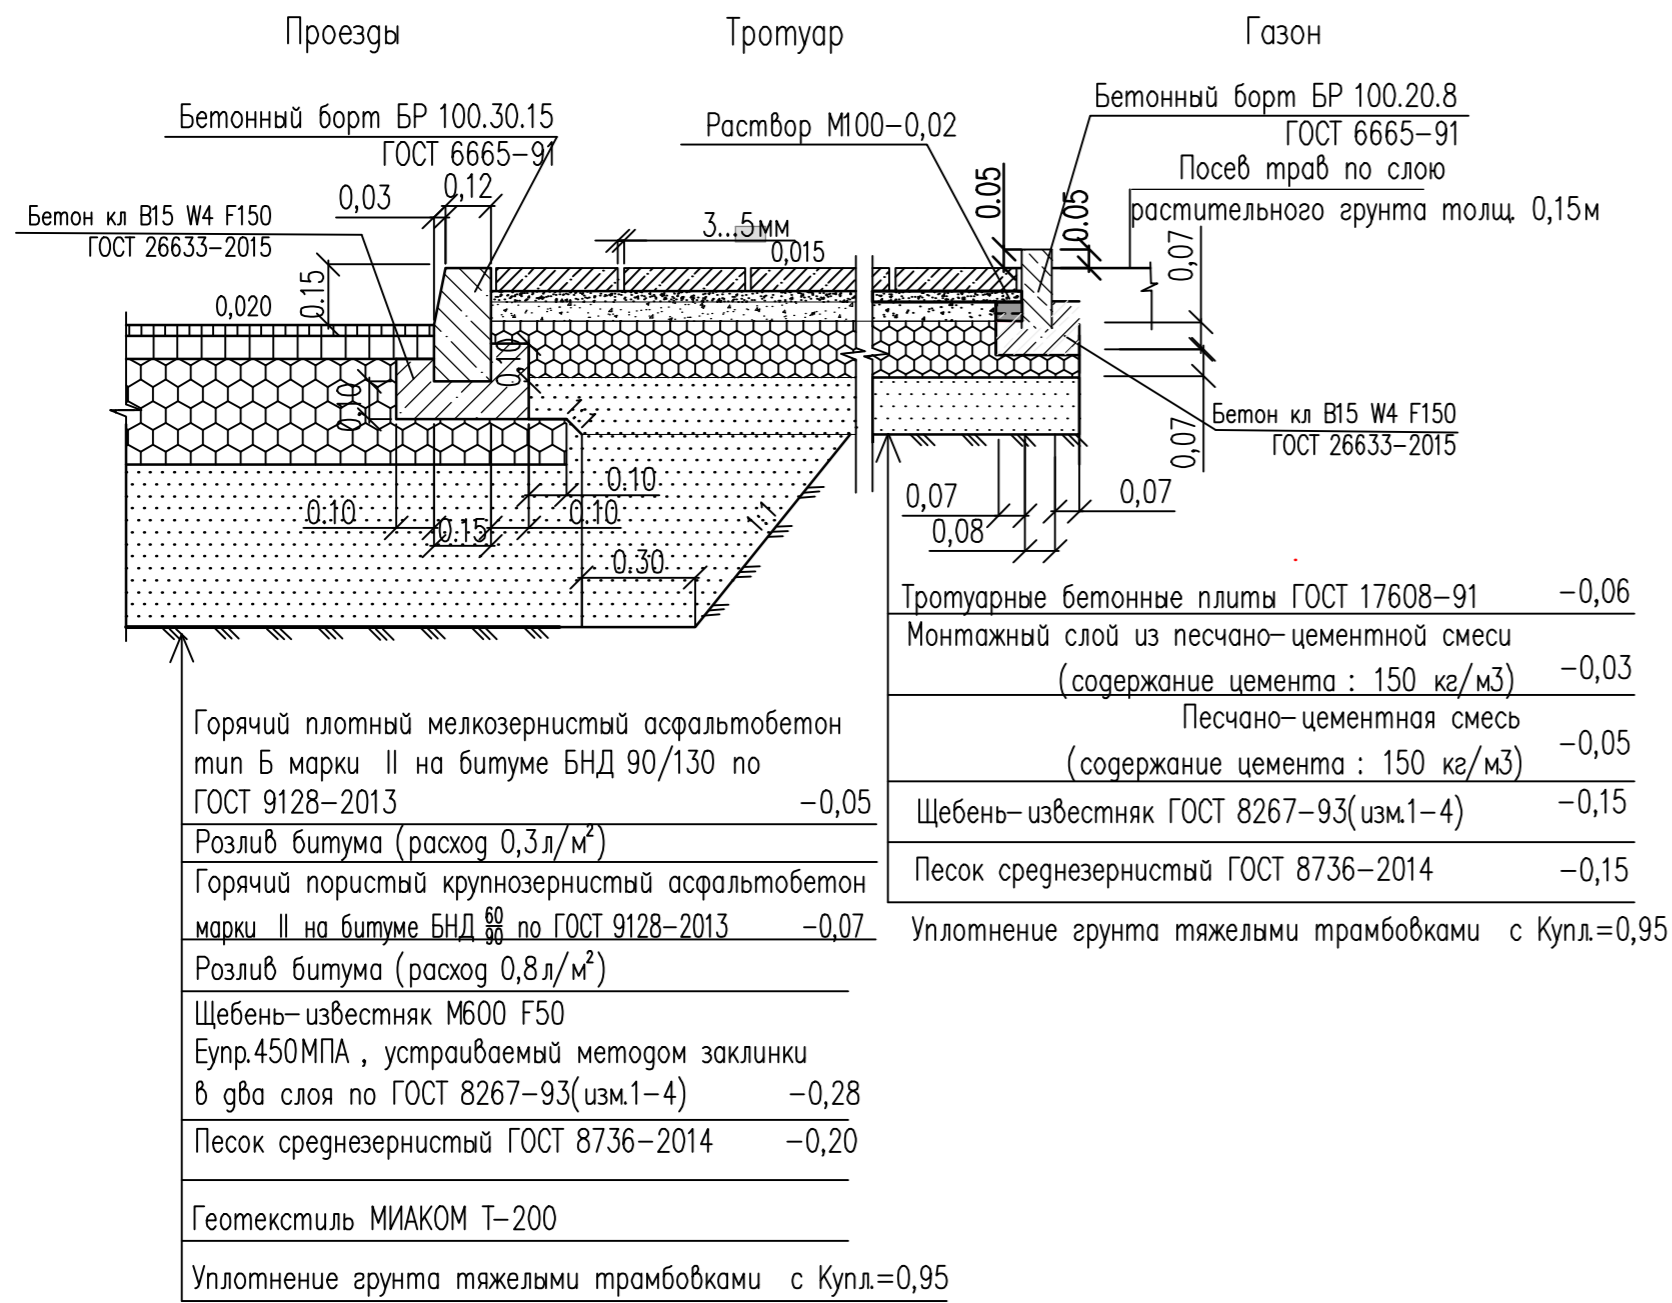 Проезды
Тротуар
Газон
Бетонный борт БР 100.30.15
ГОСТ 6665-91
Раствор М100-0,02
Бетонный борт БР 100.20.8
ГОСТ 6665-91
Посев трав по слою
растительного грунта толщ. 0,15м
Бетон кл В15 W4 F150
ГОСТ 26633-2015
0,03
0,12
3...5мм
0,015
0.05
0.05
0,07
0.15
0,020
0.10
0.10
1:1
0.10
0.10
0.15
0.10
0.30
1:1
0,07
0,08
0,07
0,07
Бетон кл В15 W4 F150
ГОСТ 26633-2015
Тротуарные бетонные плиты ГОСТ 17608-91 -0,06
Монтажный слой из песчано-цементной смеси
(содержание цемента : 150 кг/м3) -0,03
Песчано-цементная смесь
(содержание цемента : 150 кг/м3) -0,05
Щебень-известняк ГОСТ 8267-93(изм.1-4) -0,15
Песок среднезернистый ГОСТ 8736-2014 -0,15
Уплотнение грунта тяжелыми трамбовками с Купл.=0,95
Горячий плотный мелкозернистый асфальтобетон
тип Б марки II на битуме БНД 90/130 по
ГОСТ 9128-2013 -0,05
Розлив битума (расход 0,3л/м²)
Горячий пористый крупнозернистый асфальтобетон
марки II на битуме БНД 60/90 по ГОСТ 9128-2013 -0,07
Розлив битума (расход 0,8л/м²)
Щебень-известняк М600 F50
Еупр.450МПА , устраиваемый методом заклинки
в два слоя по ГОСТ 8267-93(изм.1-4) -0,28
Песок среднезернистый ГОСТ 8736-2014 -0,20
Геотекстиль МИАКОМ Т-200
Уплотнение грунта тяжелыми трамбовками с Купл.=0,95